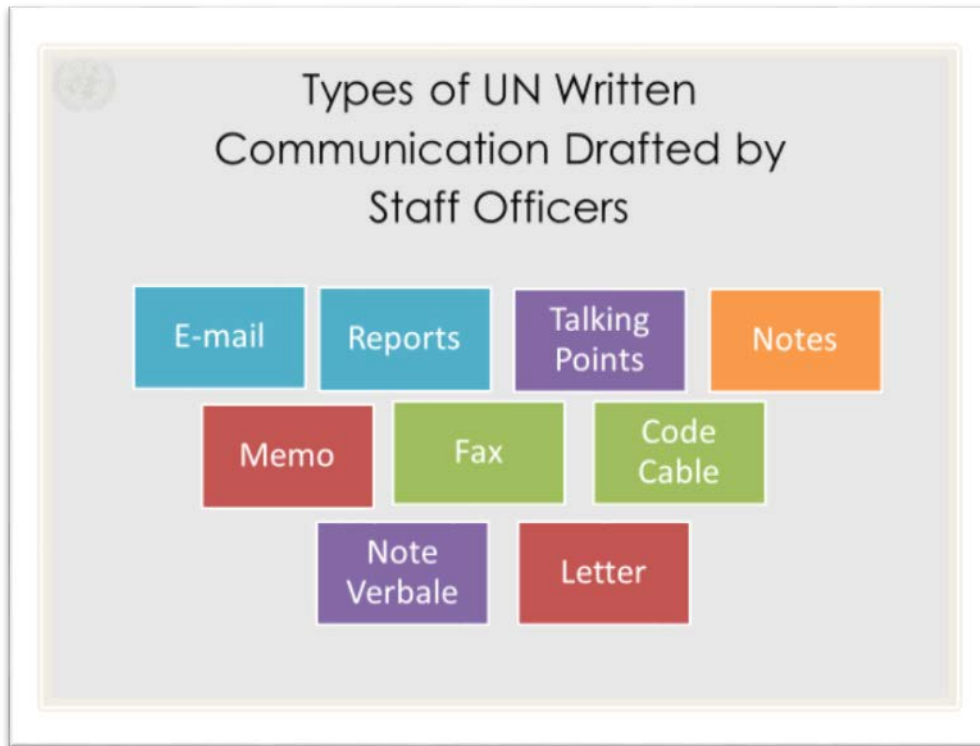 Types of UN Written
Communication Drafted by
Staff Officers
E-mail
Reports
Talking
Points
Notes
Memo
Fax
Code
Cable
Note
Verbale
Letter